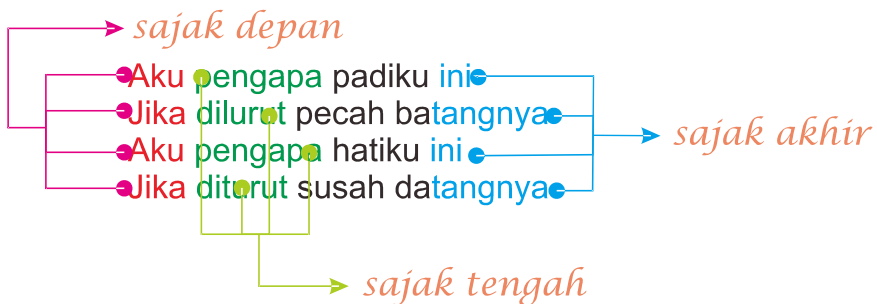 sajak depan
Aku pengapa padiku ini
Jika dilurut pecah batangnya
Aku pengapa hatiku ini
Jika diturut susah datangnya
sajak akhir
sajak tengah